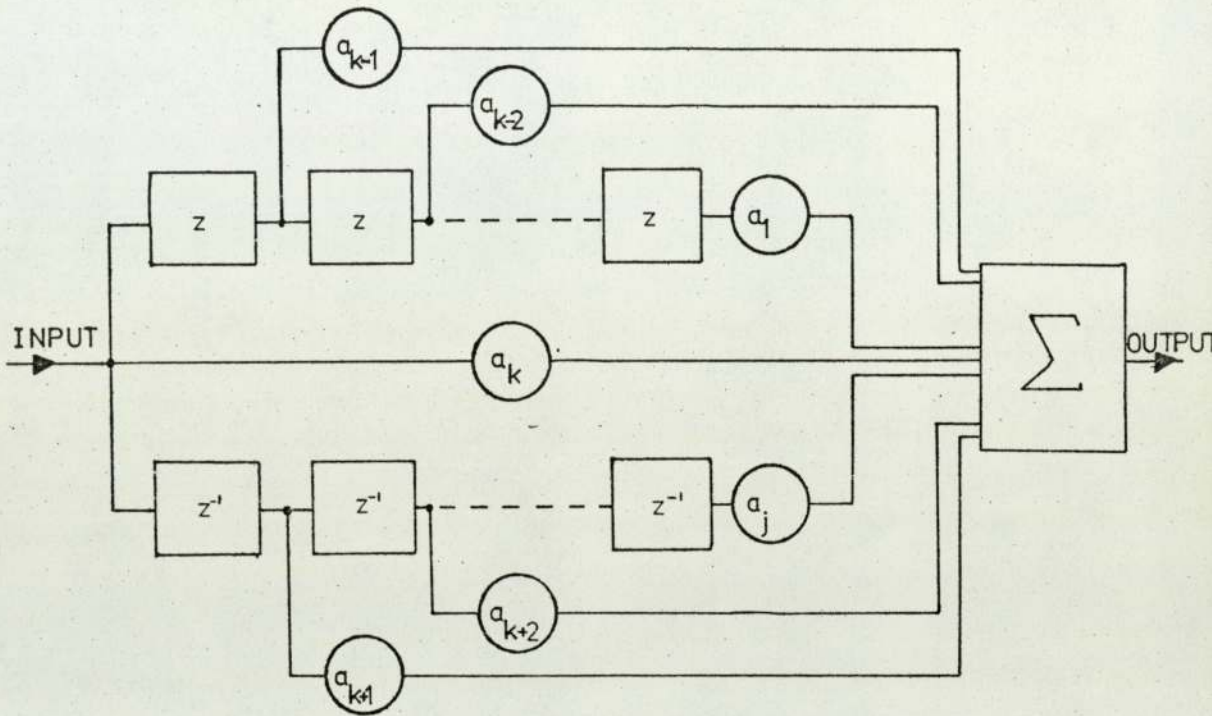 a_{k-1}
a_{k-2}
z z z a_1
INPUT a_k Σ OUTPUT
z^{-1} z^{-1} z^{-1} a_j
a_{k+2}
a_{k+1}